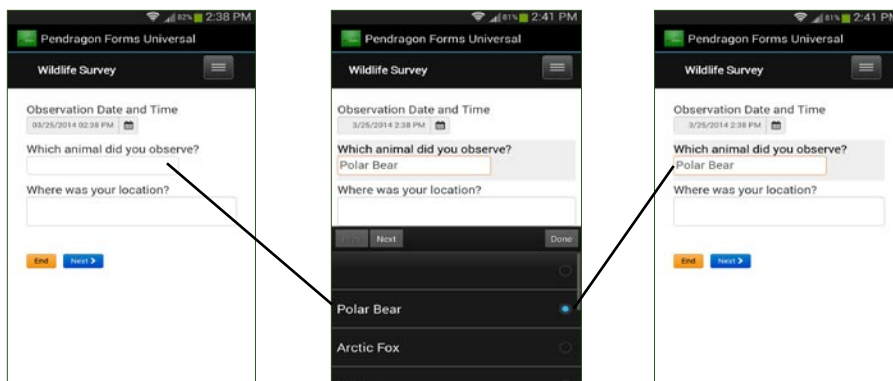 82% 2:38 PM
Pendragon Forms Universal
Wildlife Survey
Observation Date and Time
03/25/2014 02:38 PM
Which animal did you observe?
Where was your location?
End Next
81% 2:41 PM
Pendragon Forms Universal
Wildlife Survey
Observation Date and Time
3/25/2014 2:38 PM
Which animal did you observe?
Polar Bear
Where was your location?
Next Done
Polar Bear
Arctic Fox
81% 2:41 PM
Pendragon Forms Universal
Wildlife Survey
Observation Date and Time
3/25/2014 2:38 PM
Which animal did you observe?
Polar Bear
Where was your location?
End Next